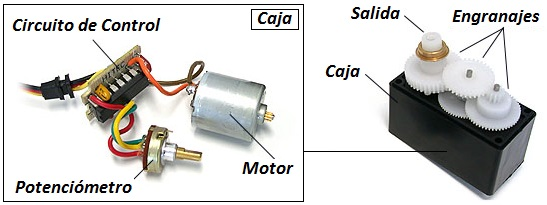 Circuito de Control
Caja
Potenciómetro
Motor
Salida
Engranajes
Caja